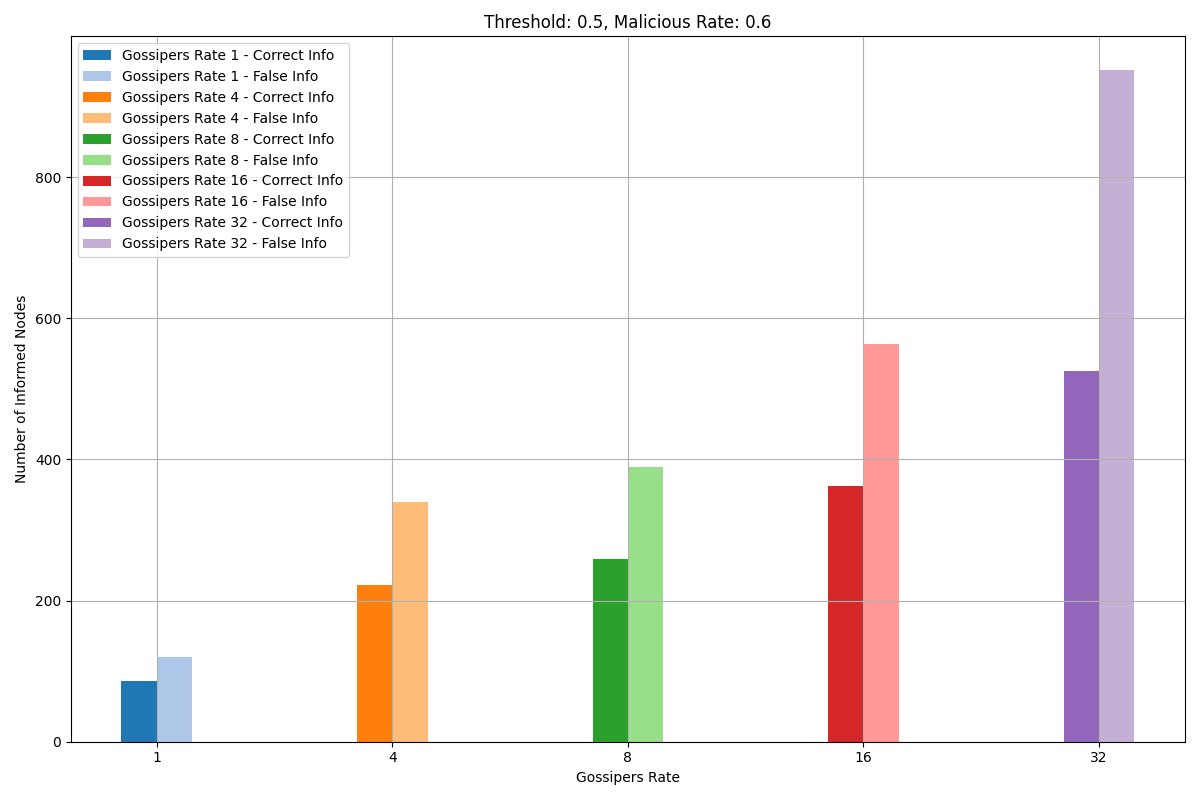 Threshold: 0.5, Malicious Rate: 0.6
Gossipers Rate 1 - Correct Info
Gossipers Rate 1 - False Info
Gossipers Rate 4 - Correct Info
Gossipers Rate 4 - False Info
Gossipers Rate 8 - Correct Info
Gossipers Rate 8 - False Info
Gossipers Rate 16 - Correct Info
Gossipers Rate 16 - False Info
Gossipers Rate 32 - Correct Info
Gossipers Rate 32 - False Info
Number of Informed Nodes
800
600
400
200
0
1 4 8 16 32
Gossipers Rate